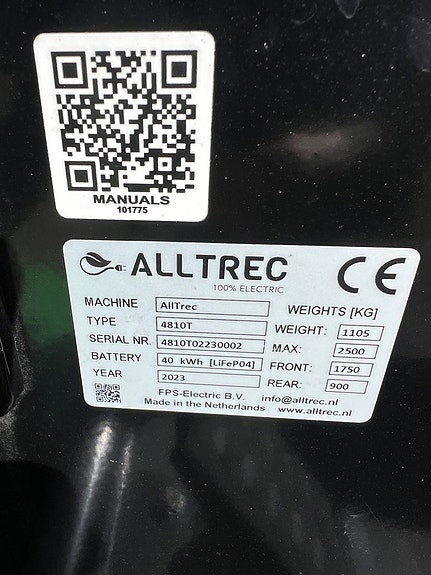 MANUALS
101775
ALLTREC CE
100% ELECTRIC
MACHINE AllTrec
TYPE 4810T
SERIAL NR. 4810T02230002
BATTERY 40 kWh [LiFeP04]
YEAR 2023
WEIGHTS [KG]
WEIGHT: 1105
MAX: 2500
FRONT: 1750
REAR: 900
FPS-Electric B.V. info@alltrec.nl
Made in the Netherlands www.alltrec.nl